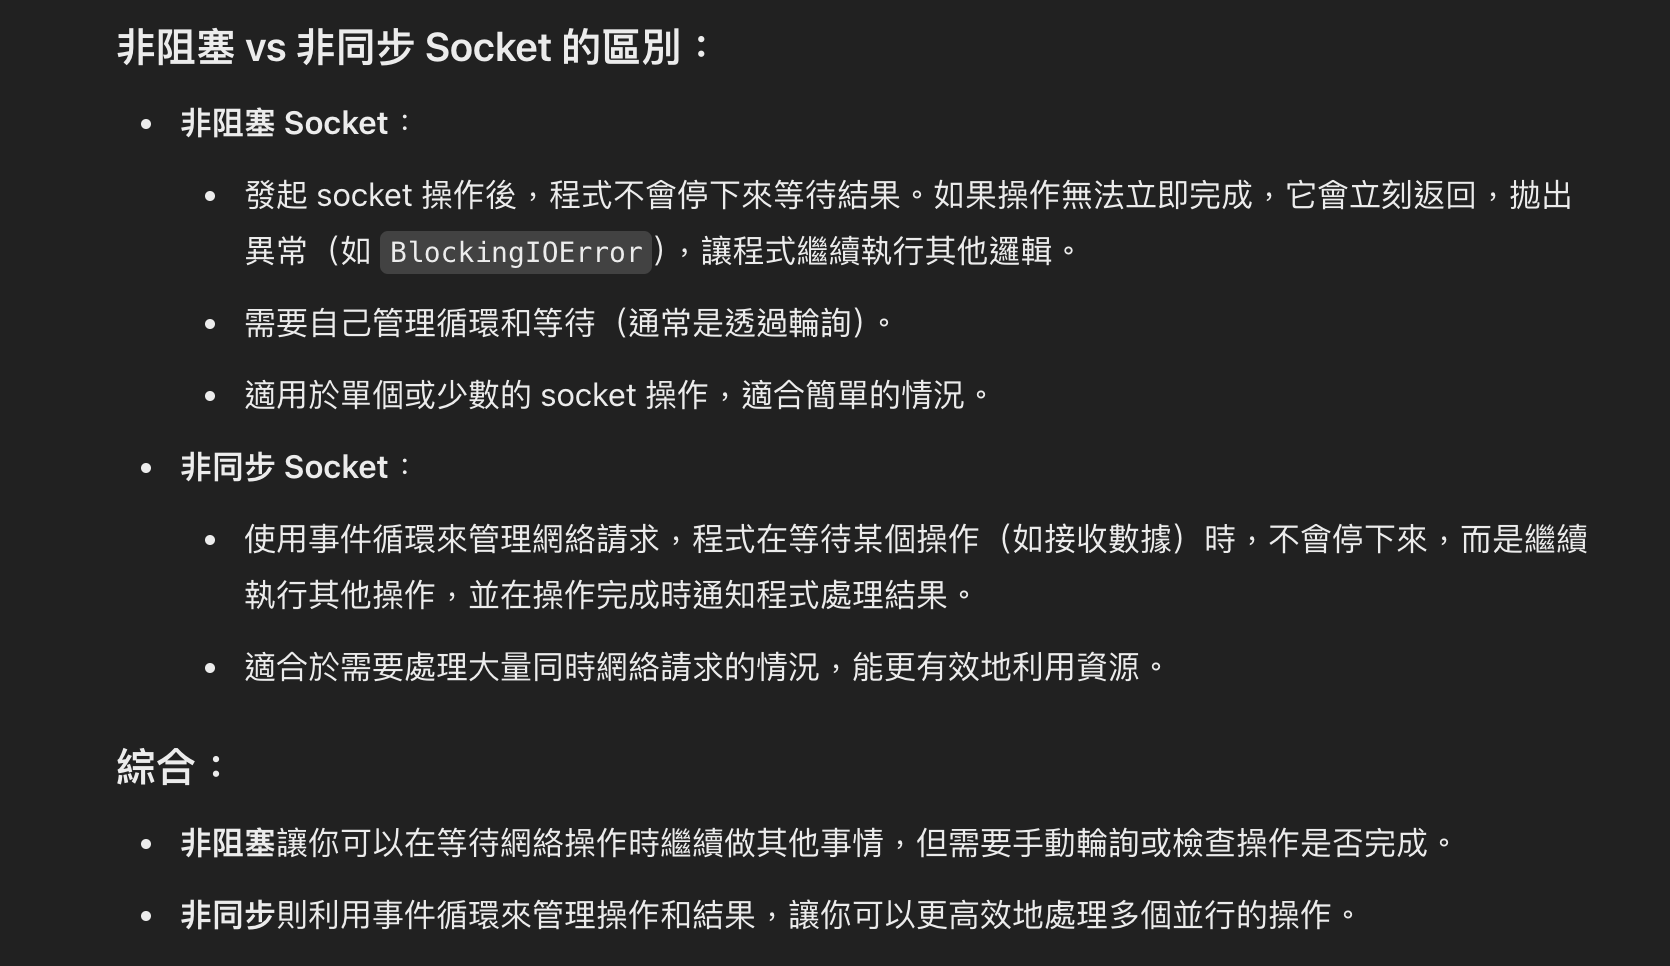 非阻塞 vs 非同步 Socket 的區別：
• 非阻塞 Socket：
• 發起 socket 操作後，程式不會停下來等待結果。如果操作無法立即完成，它會立刻返回，拋出
異常（如 BlockingIOError），讓程式繼續執行其他邏輯。
• 需要自己管理循環和等待（通常是透過輪詢）。
• 適用於單個或少數的 socket 操作，適合簡單的情況。
• 非同步 Socket：
• 使用事件循環來管理網絡請求，程式在等待某個操作（如接收數據）時，不會停下來，而是繼續
執行其他操作，並在操作完成時通知程式處理結果。
• 適合於需要處理大量同時網絡請求的情況，能更有效地利用資源。
綜合：
• 非阻塞讓你可以在等待網絡操作時繼續做其他事情，但需要手動輪詢或檢查操作是否完成。
• 非同步則利用事件循環來管理操作和結果，讓你可以更高效地處理多個並行的操作。